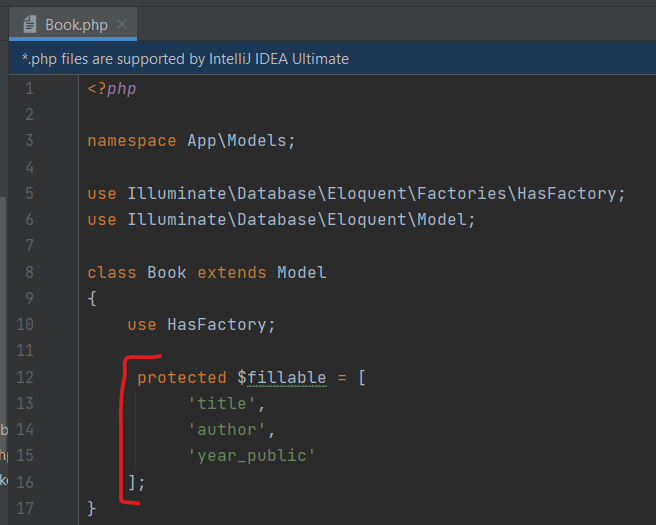 Book.php
*.php files are supported by IntelliJ IDEA Ultimate
1 <?php
2
3 namespace App\Models;
4
5 use Illuminate\Database\Eloquent\Factories\HasFactory;
6 use Illuminate\Database\Eloquent\Model;
7
8 class Book extends Model
9 {
10 use HasFactory;
11
12 protected $fillable = [
13 'title',
14 'author',
15 'year_public'
16 ];
17 }